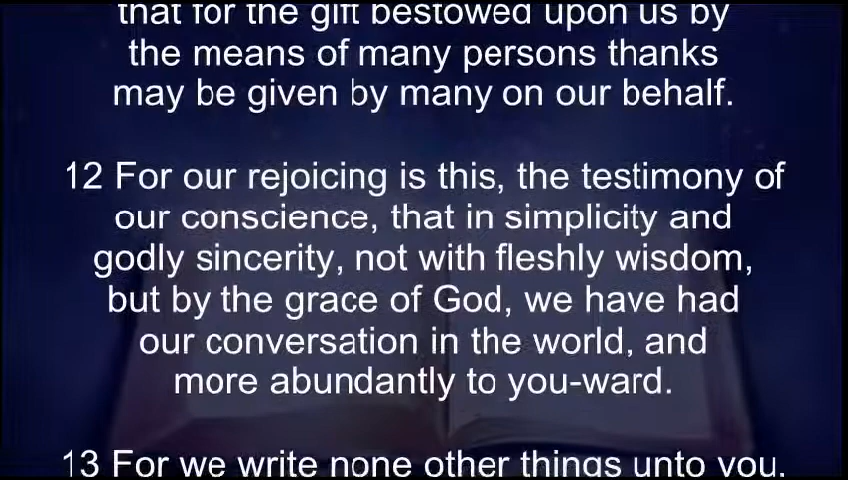 that for the gift bestowed upon us by
the means of many persons thanks
may be given by many on our behalf.
12 For our rejoicing is this, the testimony of
our conscience, that in simplicity and
godly sincerity, not with fleshly wisdom,
but by the grace of God, we have had
our conversation in the world, and
more abundantly to you-ward.
13 For we write none other things unto you,